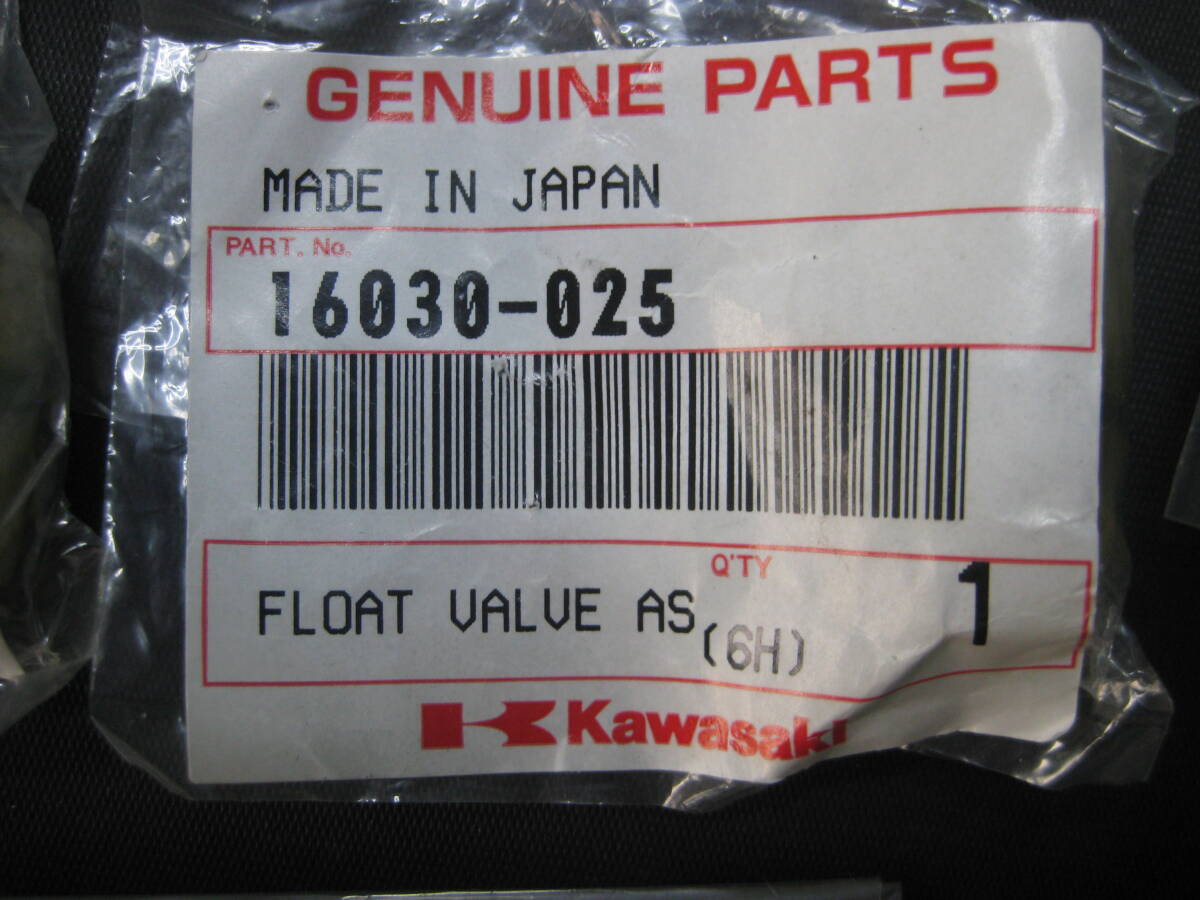 GENUINE PARTS
MADE IN JAPAN
PART. No.
16030-025
Q'TY
FLOAT VALVE AS 1
(6H)
Kawasaki